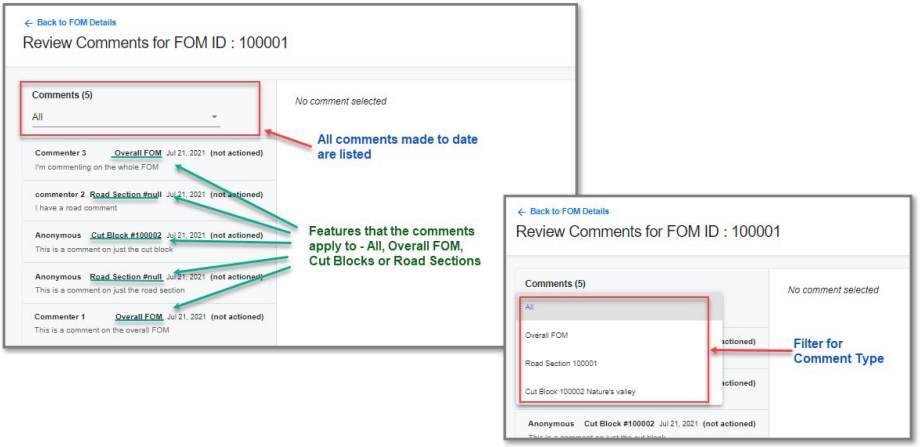 ← Back to FOM Details
Review Comments for FOM ID : 100001
Comments (5)
All
No comment selected
All comments made to date
are listed
Commenter 3 Overall FOM Jul 21, 2021 (not actioned)
I'm commenting on the whole FOM
commenter 2 Road Section #null Jul 21, 2021 (not actioned)
I have a road comment
Anonymous Cut Block #100002 Jul 21, 2021 (not actioned)
This is a comment on just the cut block
Anonymous Road Section #null Jul 21, 2021 (not actioned)
This is a comment on just the road section
Commenter 1 Overall FOM Jul 21, 2021 (not actioned)
This is a comment on the overall FOM
Features that the comments
apply to - All, Overall FOM,
Cut Blocks or Road Sections
← Back to FOM Details
Review Comments for FOM ID : 100001
Comments (5)
No comment selected
All
Overall FOM
actioned)
Road Section 100001
actioned)
Cut Block 100002 Nature's valley
Filter for
Comment Type
Anonymous Cut Block #100002 Jul 21, 2021 (not actioned)
This is a comment on just the cut block